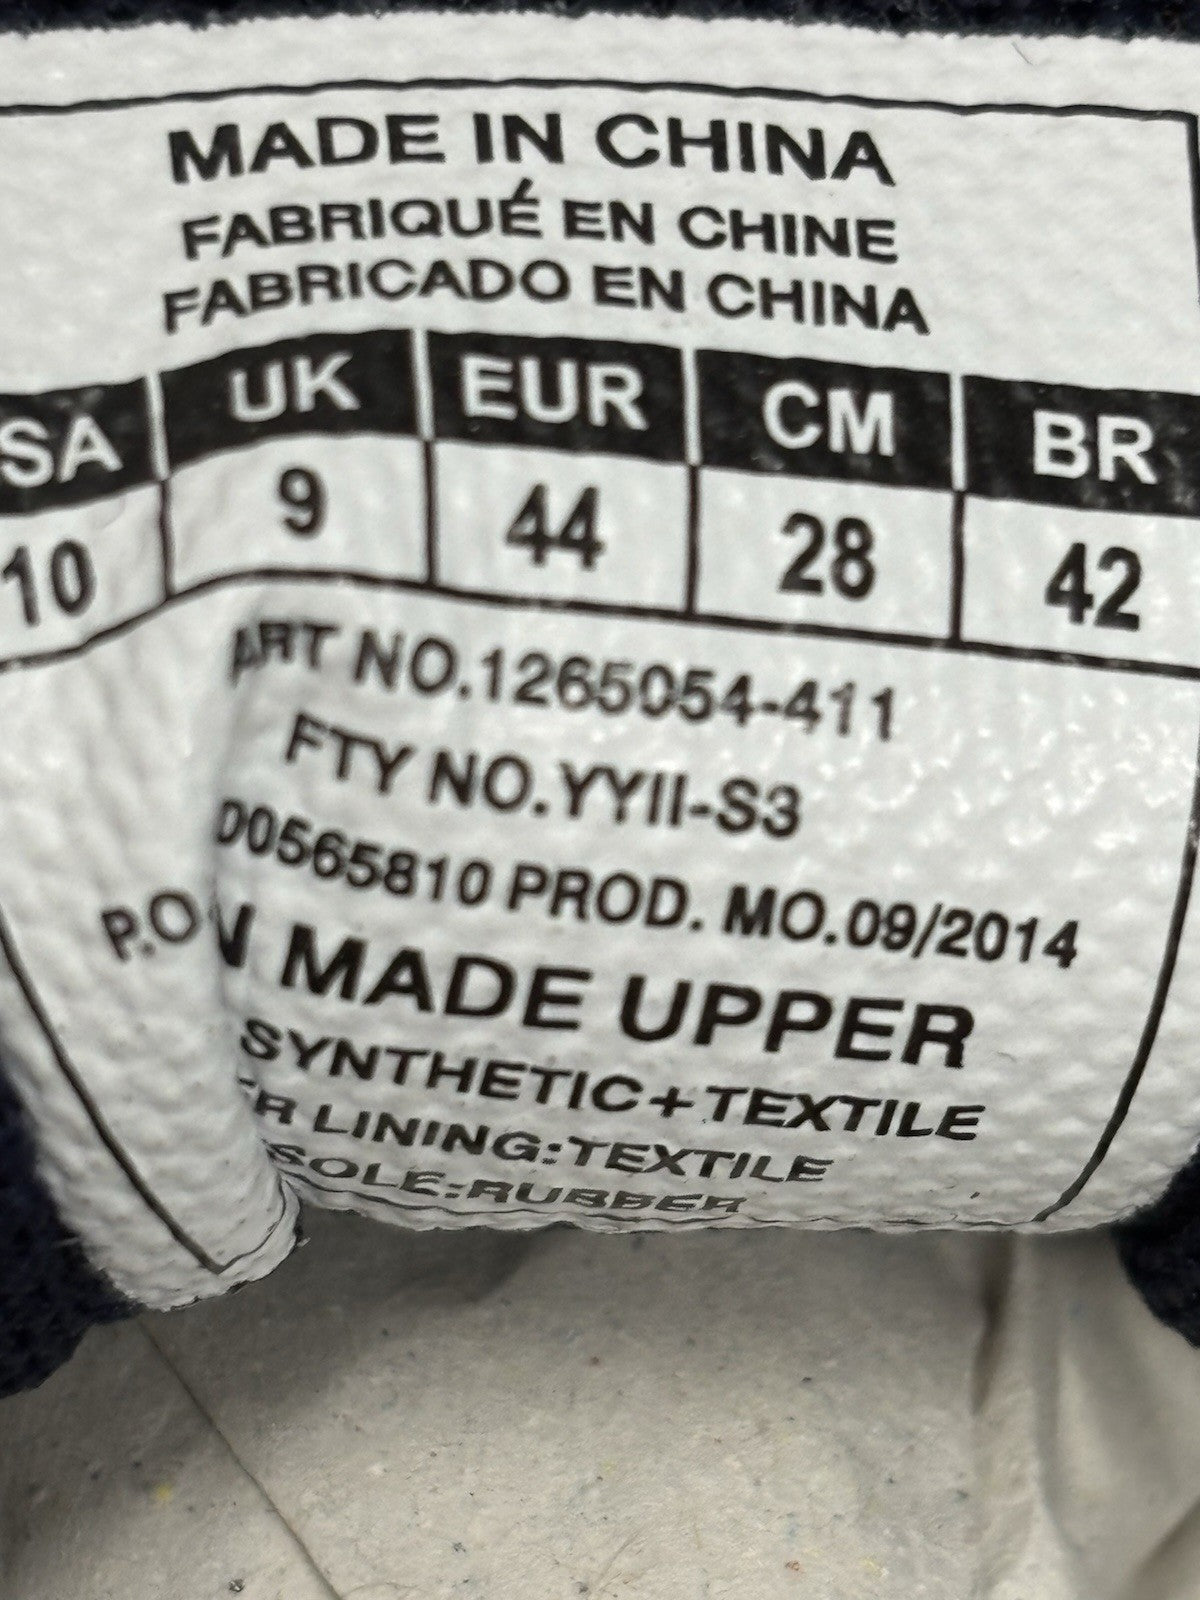 MADE IN CHINA
FABRIQUÉ EN CHINE
FABRICADO EN CHINA
SA UK EUR CM BR
10 9 44 28 42
ART NO.1265054-411
FTY NO.YYII-S3
P.O 00565810 PROD. MO.09/2014
MADE UPPER
SYNTHETIC+TEXTILE
R LINING:TEXTILE
SOLE:RUBBER